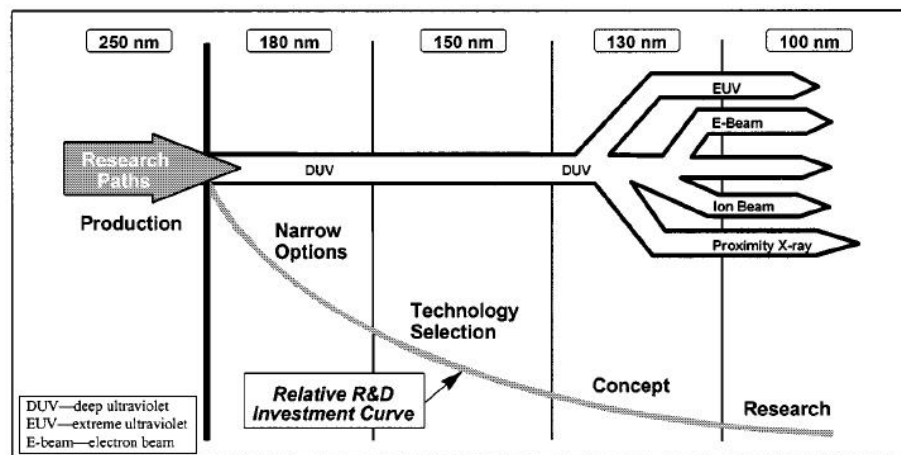 250 nm
180 nm
150 nm
130 nm
100 nm
EUV
E-Beam
Research
Paths
DUV
DUV
Ion Beam
Proximity X-ray
Production
Narrow
Options
Technology
Selection
Relative R&D
Investment Curve
Concept
Research
DUV—deep ultraviolet
EUV—extreme ultraviolet
E-beam—electron beam